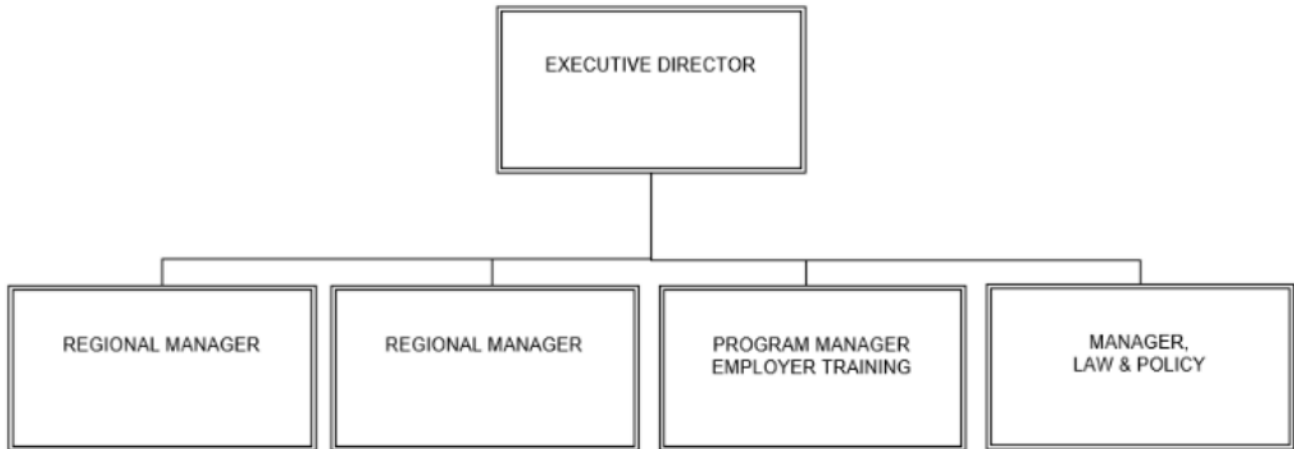 EXECUTIVE DIRECTOR
REGIONAL MANAGER
REGIONAL MANAGER
PROGRAM MANAGER
EMPLOYER TRAINING
MANAGER,
LAW & POLICY